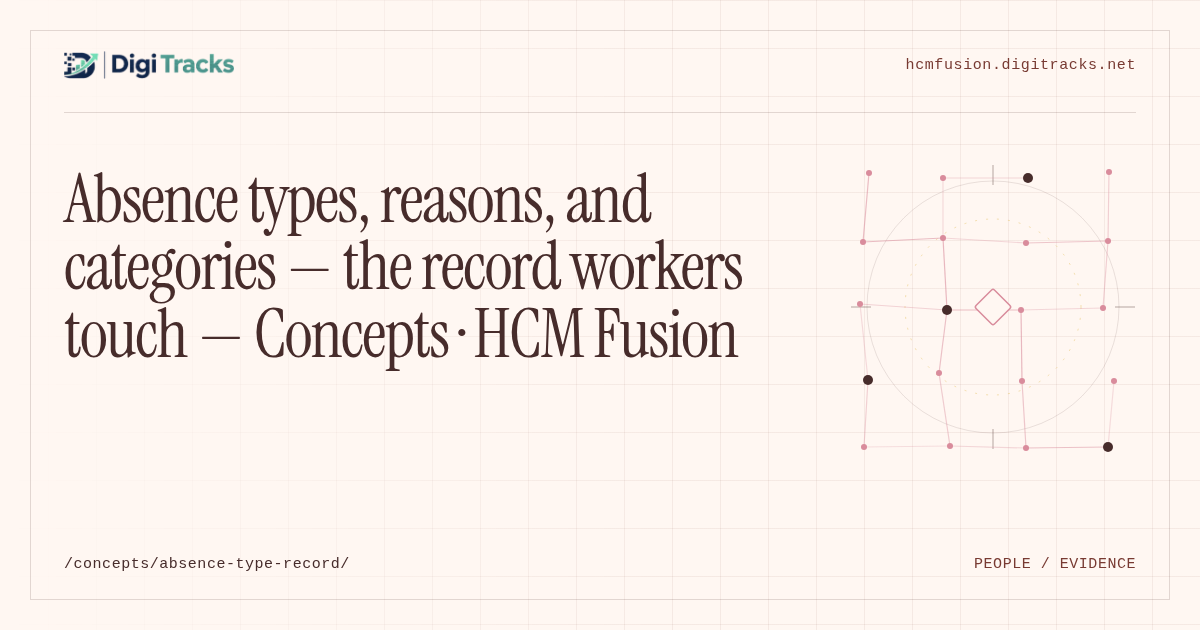 Digi Tracks
hcmfusion.digitracks.net
Absence types, reasons, and
categories — the record workers
touch — Concepts · HCM Fusion
/concepts/absence-type-record/
PEOPLE / EVIDENCE